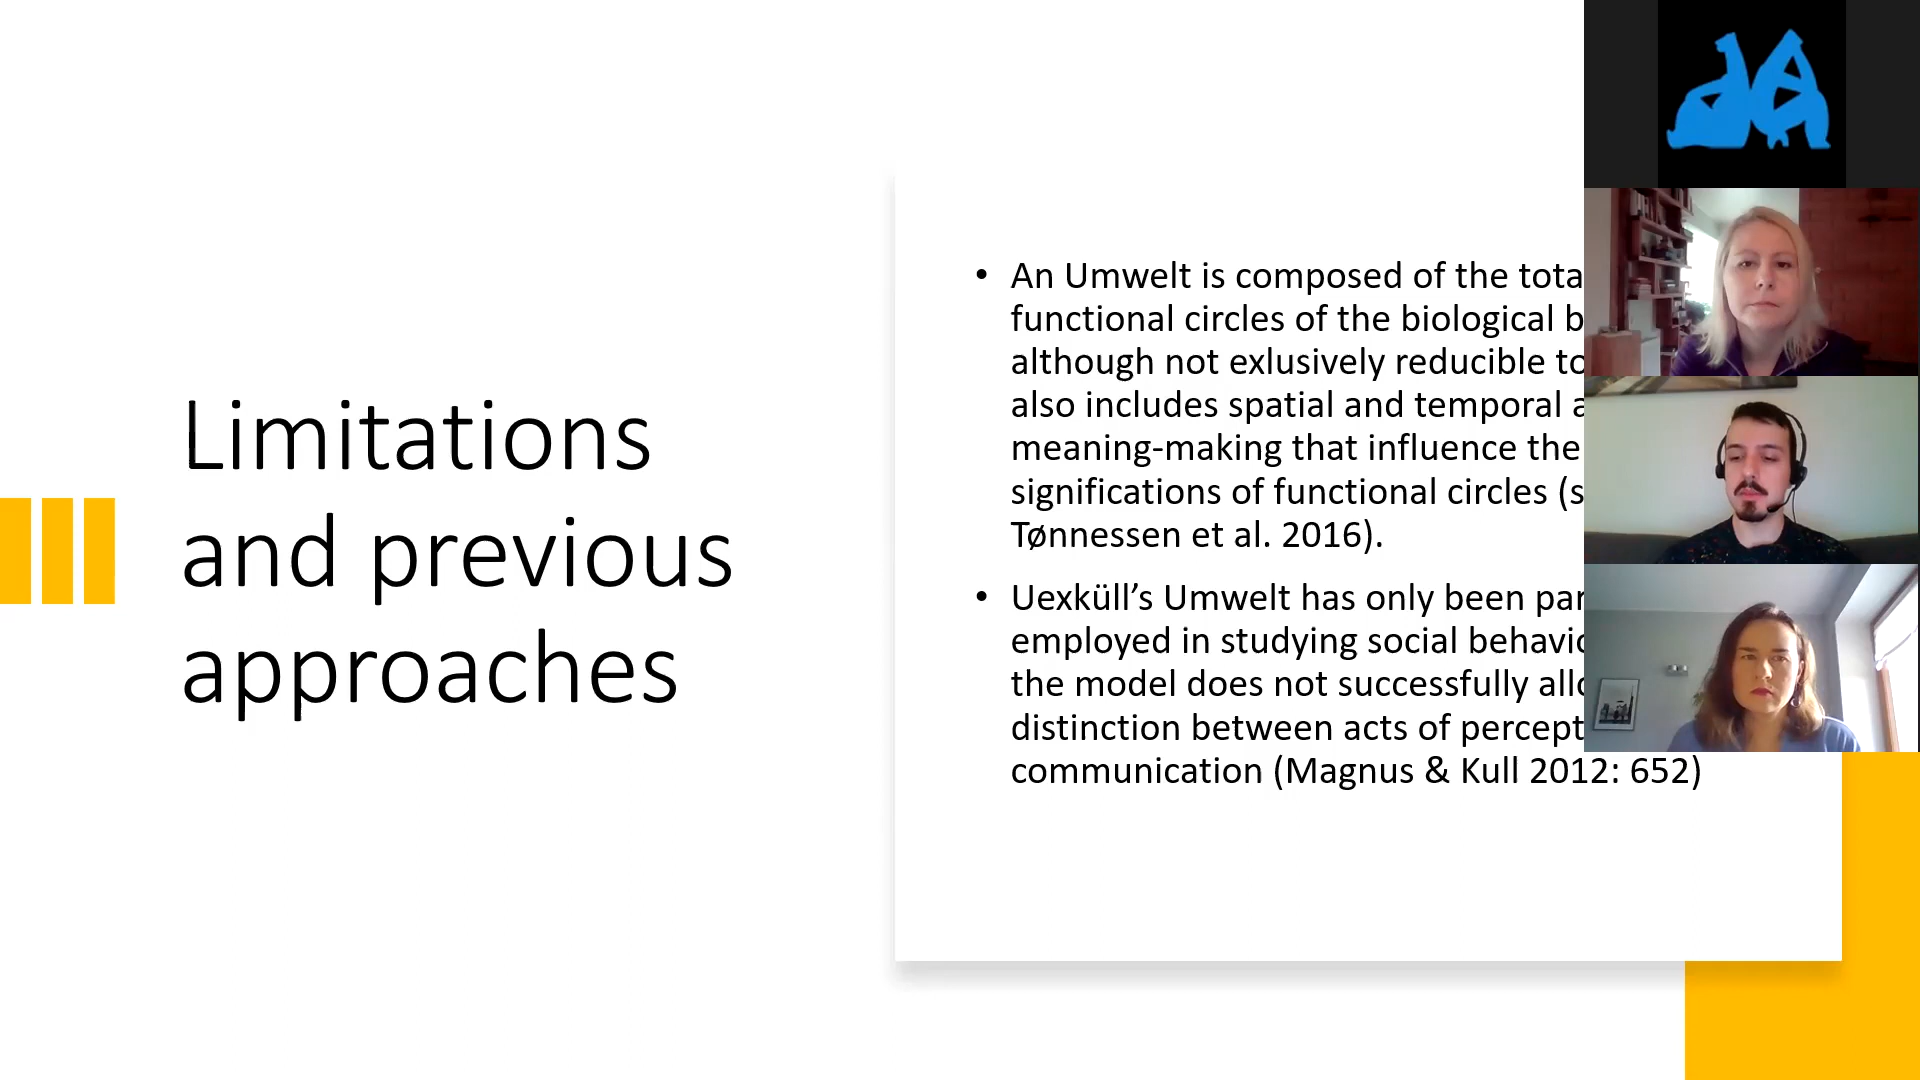 Limitations
and previous
approaches
• An Umwelt is composed of the tota
functional circles of the biological b
although not exlusively reducible to
also includes spatial and temporal a
meaning-making that influence the
significations of functional circles (s
Tønnessen et al. 2016).
• Uexküll’s Umwelt has only been par
employed in studying social behavio
the model does not successfully allo
distinction between acts of percept
communication (Magnus & Kull 2012: 652)